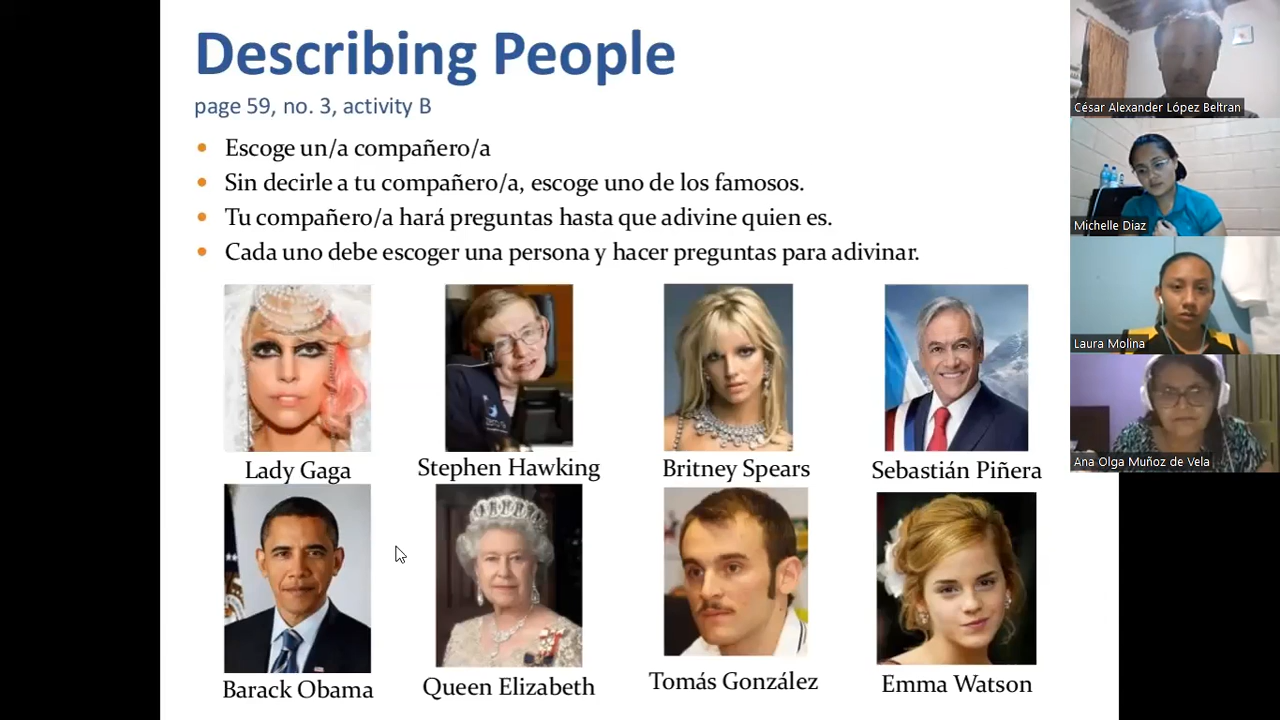 Describing People
page 59, no. 3, activity B
• Escoge un/a compañero/a
• Sin decirle a tu compañero/a, escoge uno de los famosos.
• Tu compañero/a hará preguntas hasta que adivine quien es.
• Cada uno debe escoger una persona y hacer preguntas para adivinar.
Lady Gaga
Stephen Hawking
Britney Spears
Sebastián Piñera
Barack Obama
Queen Elizabeth
Tomás González
Emma Watson
César Alexander López Beltran
Michelle Diaz
Laura Molina
Ana Olga Muñoz de Vela